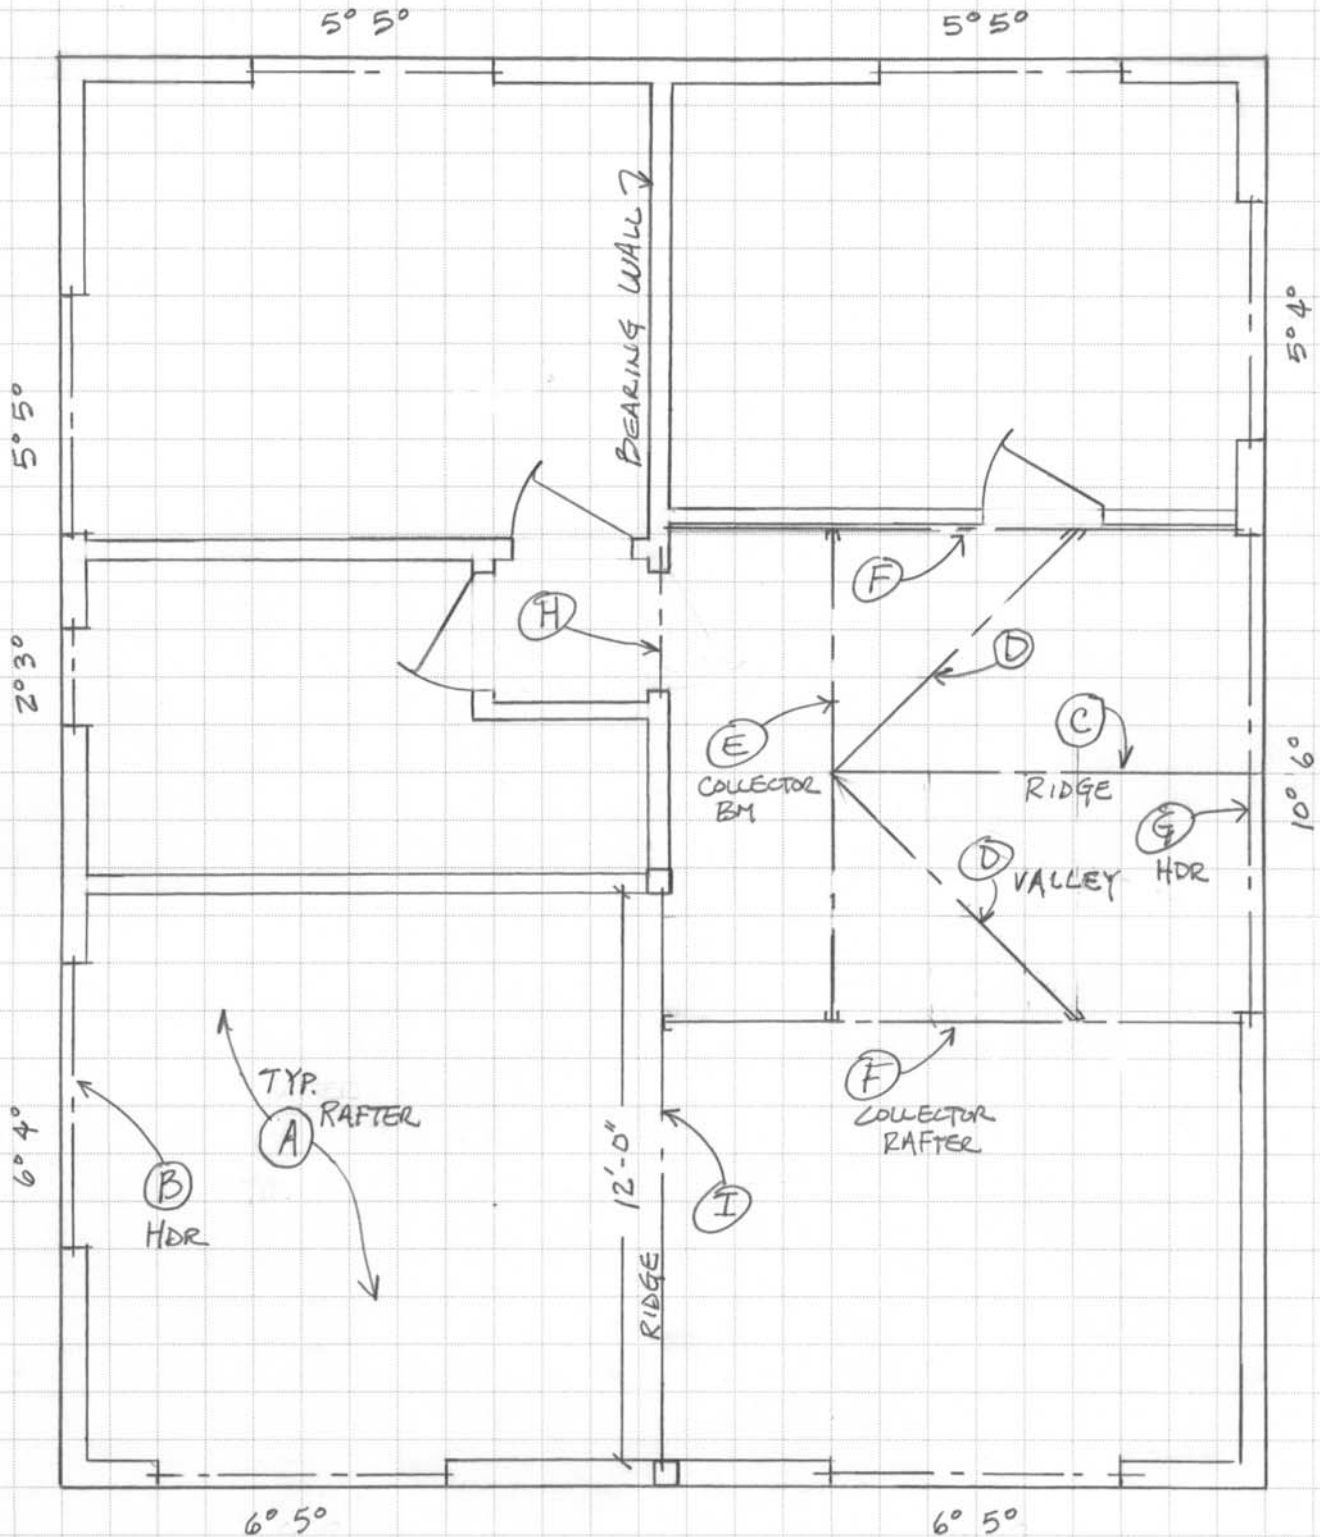 5° 5°
5° 5°
BEARING WALL
5° 4°
5° 5°
F
H
D
2° 3°
C
E
COLLECTOR
BM
RIDGE
10° 6°
G
HDR
D
VALLEY
F
COLLECTOR
RAFTER
TYP.
RAFTER
A
6° 4°
B
HDR
12'-0"
I
RIDGE
6° 5°
6° 5°